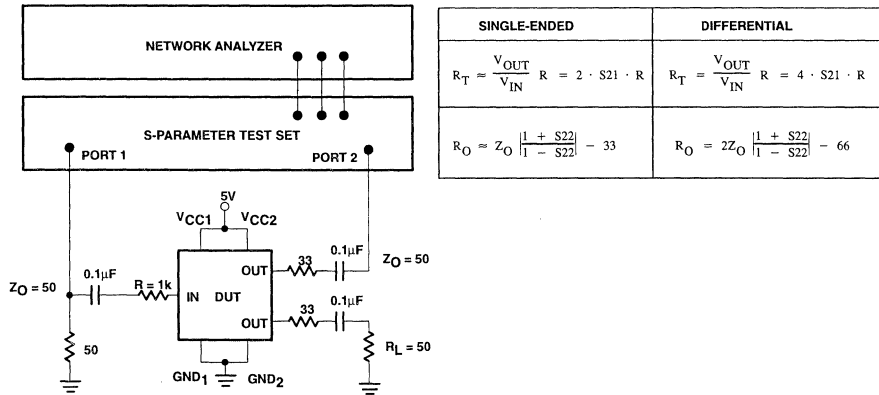 NETWORK ANALYZER
S-PARAMETER TEST SET
PORT 1
PORT 2
5V
VCC1
VCC2
ZO = 50
0.1µF
R = 1k
IN
DUT
OUT
33
0.1µF
ZO = 50
OUT
33
0.1µF
50
RL = 50
GND1
GND2
SINGLE-ENDED
DIFFERENTIAL
RT ≈ VOUT/VIN R = 2 · S21 · R
RT = VOUT/VIN R = 4 · S21 · R
RO ≈ ZO |1 + S22/1 − S22| − 33
RO = 2ZO |1 + S22/1 − S22| − 66